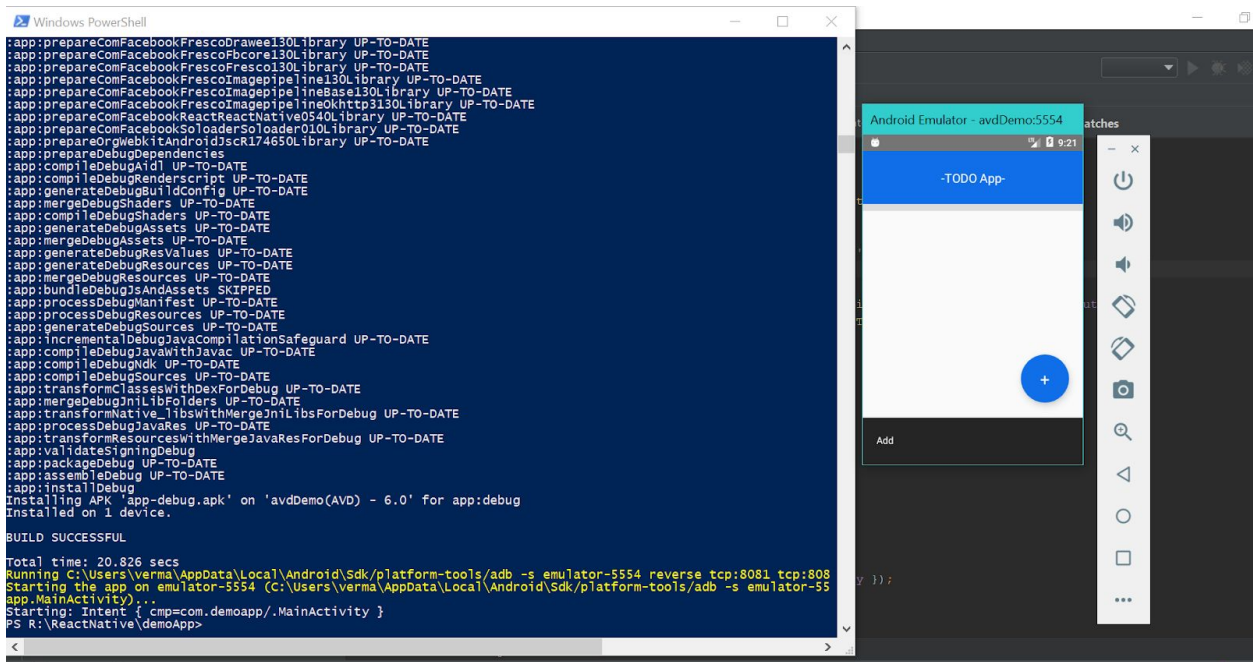 Windows PowerShell
:app:prepareComFacebookFrescoDrawee130Library UP-TO-DATE
:app:prepareComFacebookFrescoFbcore130Library UP-TO-DATE
:app:prepareComFacebookFrescoFresco130Library UP-TO-DATE
:app:prepareComFacebookFrescoImagepipeline130Library UP-TO-DATE
:app:prepareComFacebookFrescoImagepipelineBase130Library UP-TO-DATE
:app:prepareComFacebookFrescoImagepipelineOkhttp3130Library UP-TO-DATE
:app:prepareComFacebookReactReactNative0540Library UP-TO-DATE
:app:prepareComFacebookSoloaderSoloader010Library UP-TO-DATE
:app:prepareOrgWebkitAndroidJscR174650Library UP-TO-DATE
:app:prepareDebugDependencies
:app:compileDebugAidl UP-TO-DATE
:app:compileDebugRenderscript UP-TO-DATE
:app:generateDebugBuildConfig UP-TO-DATE
:app:mergeDebugShaders UP-TO-DATE
:app:compileDebugShaders UP-TO-DATE
:app:generateDebugAssets UP-TO-DATE
:app:mergeDebugAssets UP-TO-DATE
:app:generateDebugResValues UP-TO-DATE
:app:generateDebugResources UP-TO-DATE
:app:mergeDebugResources UP-TO-DATE
:app:bundleDebugJsAndAssets SKIPPED
:app:processDebugManifest UP-TO-DATE
:app:processDebugResources UP-TO-DATE
:app:generateDebugSources UP-TO-DATE
:app:incrementalDebugJavaCompilationSafeguard UP-TO-DATE
:app:compileDebugJavaWithJavac UP-TO-DATE
:app:compileDebugNdk UP-TO-DATE
:app:compileDebugSources UP-TO-DATE
:app:transformClassesWithDexForDebug UP-TO-DATE
:app:mergeDebugJniLibFolders UP-TO-DATE
:app:transformNative_libsWithMergeJniLibsForDebug UP-TO-DATE
:app:processDebugJavaRes UP-TO-DATE
:app:transformResourcesWithMergeJavaResForDebug UP-TO-DATE
:app:validateSigningDebug
:app:packageDebug UP-TO-DATE
:app:assembleDebug UP-TO-DATE
:app:installDebug
Installing APK 'app-debug.apk' on 'avdDemo(AVD) - 6.0' for app:debug
Installed on 1 device.
BUILD SUCCESSFUL
Total time: 20.826 secs
Running C:\Users\verma\AppData\Local\Android\Sdk/platform-tools/adb -s emulator-5554 reverse tcp:8081 tcp:808
Starting the app on emulator-5554 (C:\Users\verma\AppData\Local\Android\Sdk/platform-tools/adb -s emulator-55
app.MainActivity)...
Starting: Intent { cmp=com.demoapp/.MainActivity }
PS R:\ReactNative\demoApp>
Android Emulator - avdDemo:5554
atches
9:21
-TODO App-
+
Add
y });